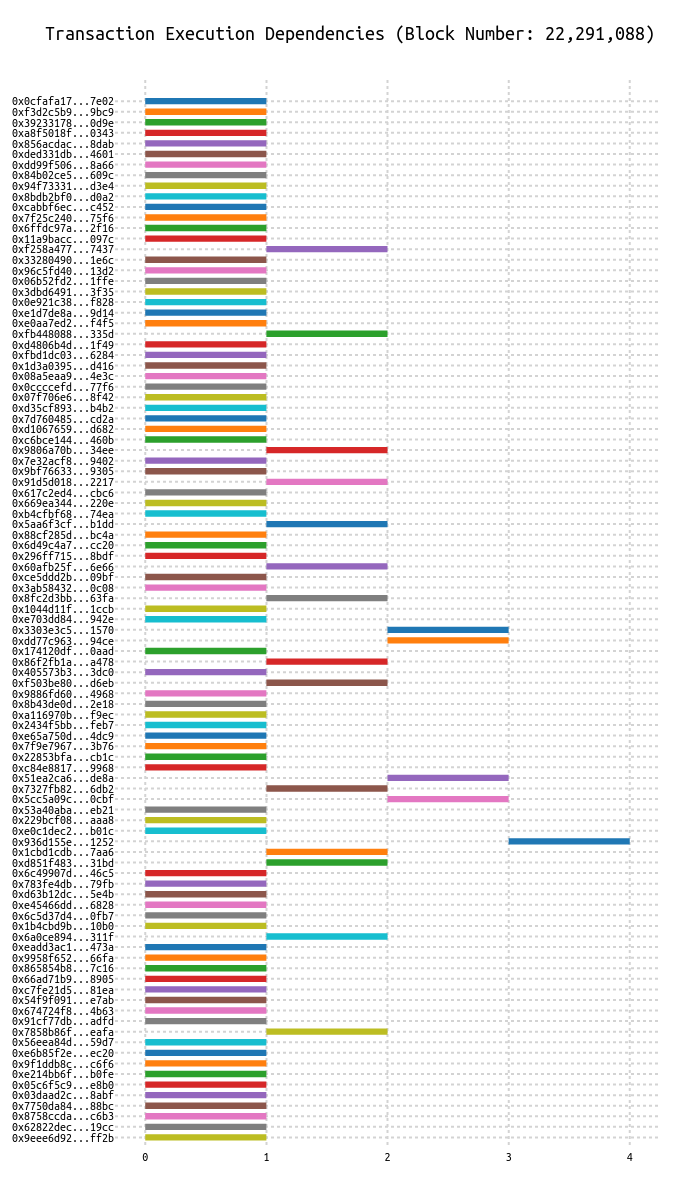 Transaction Execution Dependencies (Block Number: 22,291,088)
0x0cfafa17...7e02
0xf3d2c5b9...9bc9
0x39233178...0d9e
0xa8f5018f...0343
0x856acdac...8dab
0xded331db...4601
0xdd99f506...8a66
0x84b02ce5...609c
0x94f73331...d3e4
0x8bdb2bf0...d0a2
0xcabbf6ec...c452
0x7f25c240...75f6
0x6ffdc97a...2f16
0x11a9bacc...097c
0xf258a477...7437
0x33280490...1e6c
0x96c5fd40...13d2
0x06b52fd2...1ffe
0x3dbd6491...3f35
0x0e921c38...f828
0xe1d7de8a...9d14
0xe0aa7ed2...f4f5
0xfb448088...335d
0xd4806b4d...1f49
0xfbd1dc03...6284
0x1d3a0395...d416
0x08a5eaa9...4e3c
0x0ccccefd...77f6
0x07f706e6...8f42
0xd35cf893...b4b2
0x7d760485...cd2a
0xd1067659...d682
0xc6bce144...460b
0x9806a70b...34ee
0x7e32acf8...9402
0x9bf76633...9305
0x91d5d018...2217
0x617c2ed4...cbc6
0x669ea344...220e
0xb4cfbf68...74ea
0x5aa6f3cf...b1dd
0x88cf285d...bc4a
0x6d49c4a7...cc20
0x296ff715...8bdf
0x60afb25f...6e66
0xce5ddd2b...09bf
0x3ab58432...0c08
0x8fc2d3bb...63fa
0x1044d11f...1ccb
0xe703dd84...942e
0x3303e3c5...1570
0xdd77c963...94ce
0x174120df...0aad
0x86f2fb1a...a478
0x405573b3...3dc0
0xf503be80...d6eb
0x9886fd60...4968
0x8b43de0d...2e18
0xa116970b...f9ec
0x2434f5bb...feb7
0xe65a750d...4dc9
0x7f9e7967...3b76
0x22853bfa...cb1c
0xc84e8817...9968
0x51ea2ca6...de8a
0x7327fb82...6db2
0x5cc5a09c...0cbf
0x53a40aba...eb21
0x229bcf08...aaa8
0xe0c1dec2...b01c
0x936d155e...1252
0x1cbd1cdb...7aa6
0xd851f483...31bd
0x6c49907d...46c5
0x783fe4db...79fb
0xd63b12dc...5e4b
0xe45466dd...6828
0x6c5d37d4...0fb7
0x1b4cbd9b...10b0
0x6a0ce894...311f
0xeadd3ac1...473a
0x9958f652...66fa
0x865854b8...7c16
0x66ad71b9...8905
0xc7fe21d5...81ea
0x54f9f091...e7ab
0x674724f8...4b63
0x91cf77db...adfd
0x7858b86f...eafa
0x56eea84d...59d7
0xe6b85f2e...ec20
0x9f1ddb8c...c6f6
0xe214bb6f...b0fe
0x05c6f5c9...e8b0
0x03daad2c...8abf
0x7750da84...88bc
0x8758ccda...c6b3
0x62822dec...19cc
0x9eee6d92...ff2b
0 1 2 3 4